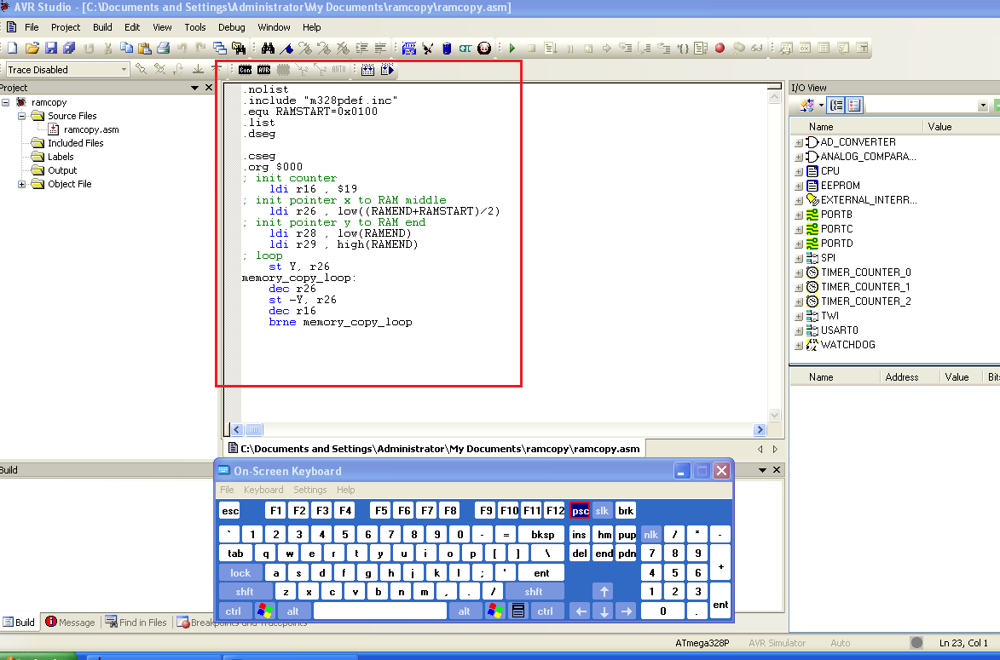 AVR Studio - [C:\Documents and Settings\Administrator\My Documents\ramcopy\ramcopy.asm]
File Project Build Edit View Tools Debug Window Help
Trace Disabled
Con AVR AUTO
Project
ramcopy
Source Files
ramcopy.asm
Included Files
Labels
Output
Object File
.nolist
.include "m328pdef.inc"
.equ RAMSTART=0x0100
.list
.dseg
.cseg
.org $000
; init counter
ldi r16 , $19
; init pointer x to RAM middle
ldi r26 , low((RAMEND+RAMSTART)/2)
; init pointer y to RAM end
ldi r28 , low(RAMEND)
ldi r29 , high(RAMEND)
; loop
st Y, r26
memory_copy_loop:
dec r26
st -Y, r26
dec r16
brne memory_copy_loop
C:\Documents and Settings\Administrator\My Documents\ramcopy\ramcopy.asm
I/O View
Name Value
AD_CONVERTER
ANALOG_COMPARA...
CPU
EEPROM
EXTERNAL_INTERR...
PORTB
PORTC
PORTD
SPI
TIMER_COUNTER_0
TIMER_COUNTER_1
TIMER_COUNTER_2
TWI
USART0
WATCHDOG
Name Address Value Bit
Build
On-Screen Keyboard
File Keyboard Settings Help
esc F1 F2 F3 F4 F5 F6 F7 F8 F9 F10 F11 F12 psc slk brk
` 1 2 3 4 5 6 7 8 9 0 - = bksp ins hm pup nlk / * -
tab q w e r t y u i o p [ ] \ del end pdn 7 8 9 +
lock a s d f g h j k l ; ' ent 4 5 6
shft z x c v b n m , . / shft ↑ 1 2 3 ent
ctrl alt alt ctrl ← ↓ → 0 .
Build Message Find in Files Breakpoints and Tracepoints
ATmega328P AVR Simulator Auto Ln 23, Col 1